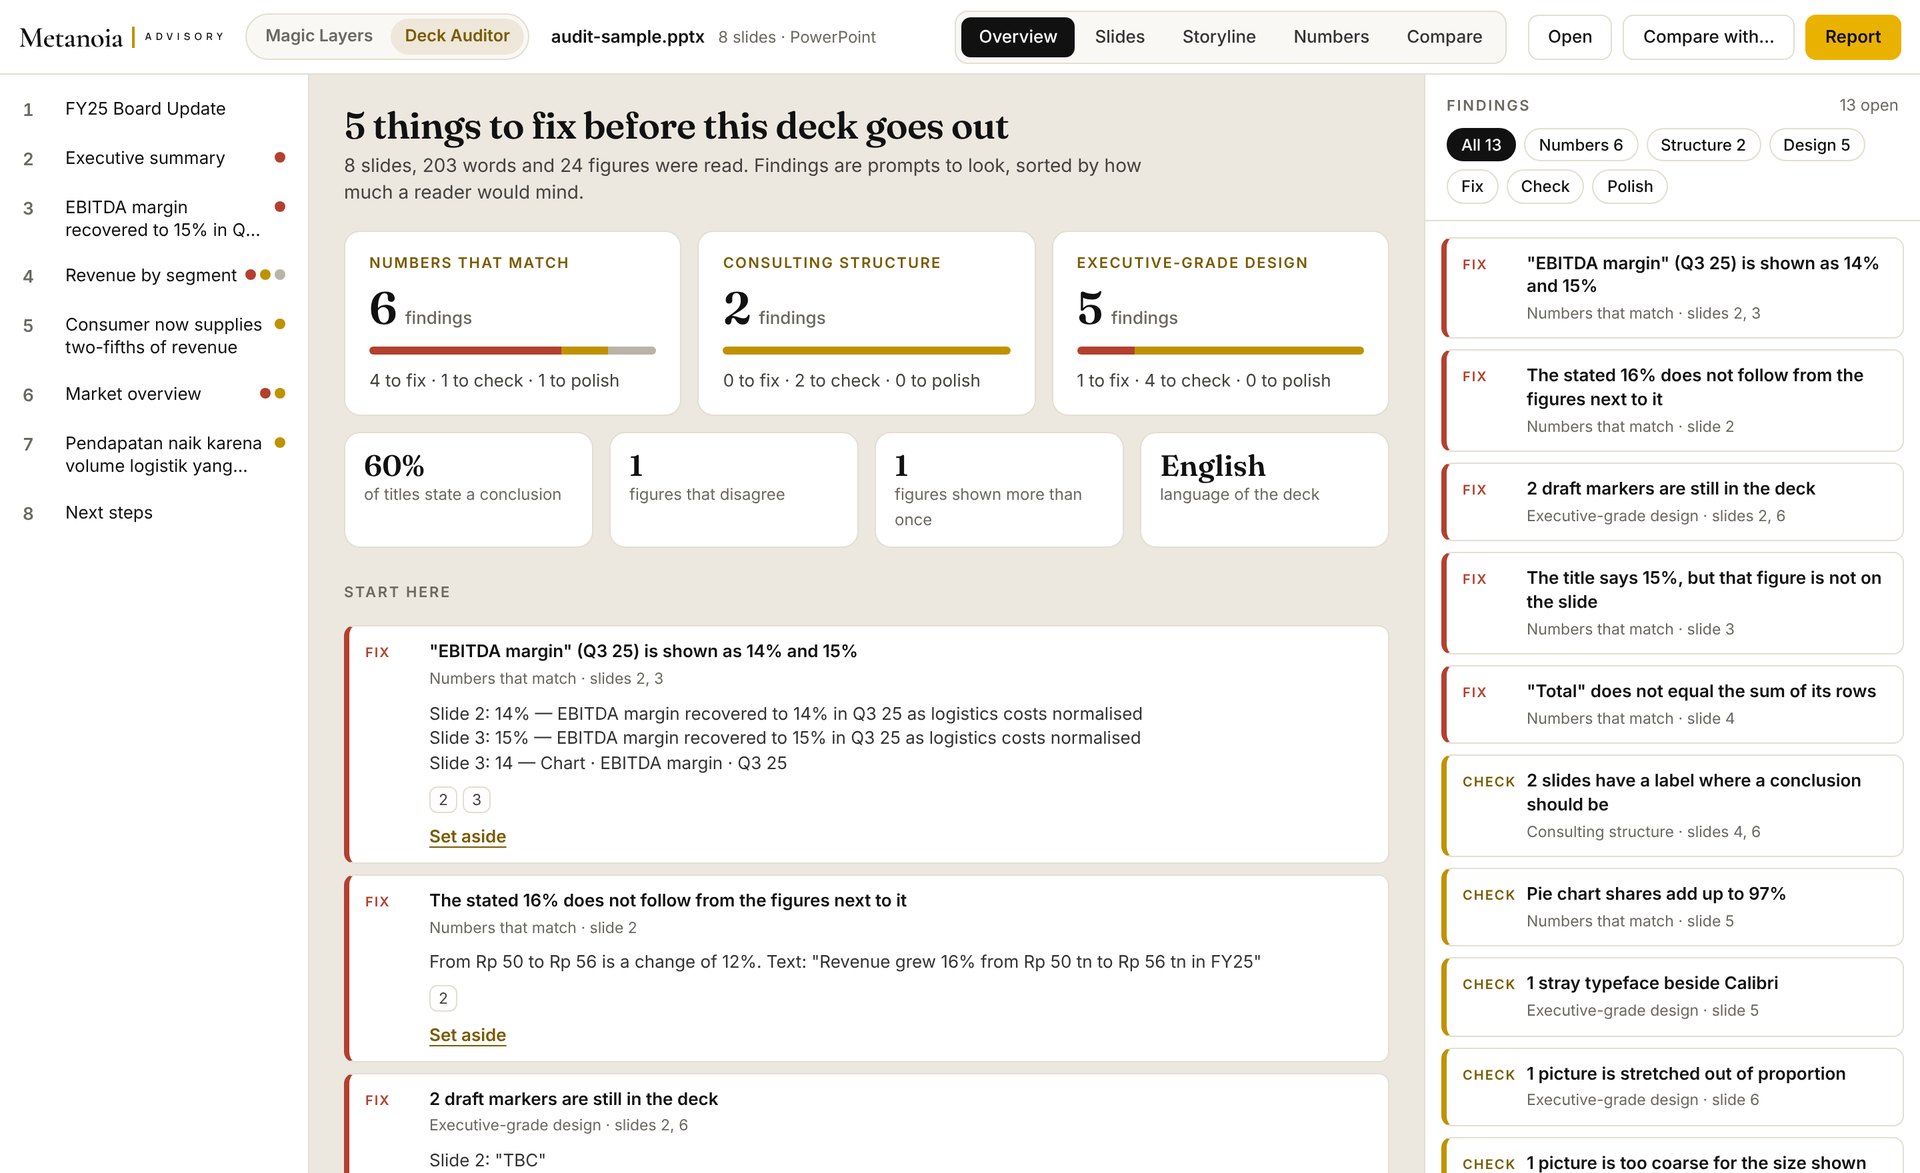 Metanoia | ADVISORY
Magic Layers
Deck Auditor
audit-sample.pptx
8 slides · PowerPoint
Overview
Slides
Storyline
Numbers
Compare
Open
Compare with...
Report
1
FY25 Board Update
2
Executive summary
3
EBITDA margin
recovered to 15% in Q...
4
Revenue by segment
5
Consumer now supplies
two-fifths of revenue
6
Market overview
7
Pendapatan naik karena
volume logistik yang...
8
Next steps
5 things to fix before this deck goes out
8 slides, 203 words and 24 figures were read. Findings are prompts to look, sorted by how
much a reader would mind.
NUMBERS THAT MATCH
6 findings
4 to fix · 1 to check · 1 to polish
CONSULTING STRUCTURE
2 findings
0 to fix · 2 to check · 0 to polish
EXECUTIVE-GRADE DESIGN
5 findings
1 to fix · 4 to check · 0 to polish
60%
of titles state a conclusion
1
figures that disagree
1
figures shown more than
once
English
language of the deck
START HERE
FIX
"EBITDA margin" (Q3 25) is shown as 14% and 15%
Numbers that match · slides 2, 3
Slide 2: 14% — EBITDA margin recovered to 14% in Q3 25 as logistics costs normalised
Slide 3: 15% — EBITDA margin recovered to 15% in Q3 25 as logistics costs normalised
Slide 3: 14 — Chart · EBITDA margin · Q3 25
2
3
Set aside
FIX
The stated 16% does not follow from the figures next to it
Numbers that match · slide 2
From Rp 50 to Rp 56 is a change of 12%. Text: "Revenue grew 16% from Rp 50 tn to Rp 56 tn in FY25"
2
Set aside
FIX
2 draft markers are still in the deck
Executive-grade design · slides 2, 6
Slide 2: "TBC"
FINDINGS
13 open
All 13
Numbers 6
Structure 2
Design 5
Fix
Check
Polish
FIX
"EBITDA margin" (Q3 25) is shown as 14%
and 15%
Numbers that match · slides 2, 3
FIX
The stated 16% does not follow from the
figures next to it
Numbers that match · slide 2
FIX
2 draft markers are still in the deck
Executive-grade design · slides 2, 6
FIX
The title says 15%, but that figure is not on
the slide
Numbers that match · slide 3
FIX
"Total" does not equal the sum of its rows
Numbers that match · slide 4
CHECK
2 slides have a label where a conclusion
should be
Consulting structure · slides 4, 6
CHECK
Pie chart shares add up to 97%
Numbers that match · slide 5
CHECK
1 stray typeface beside Calibri
Executive-grade design · slide 5
CHECK
1 picture is stretched out of proportion
Executive-grade design · slide 6
CHECK
1 picture is too coarse for the size shown